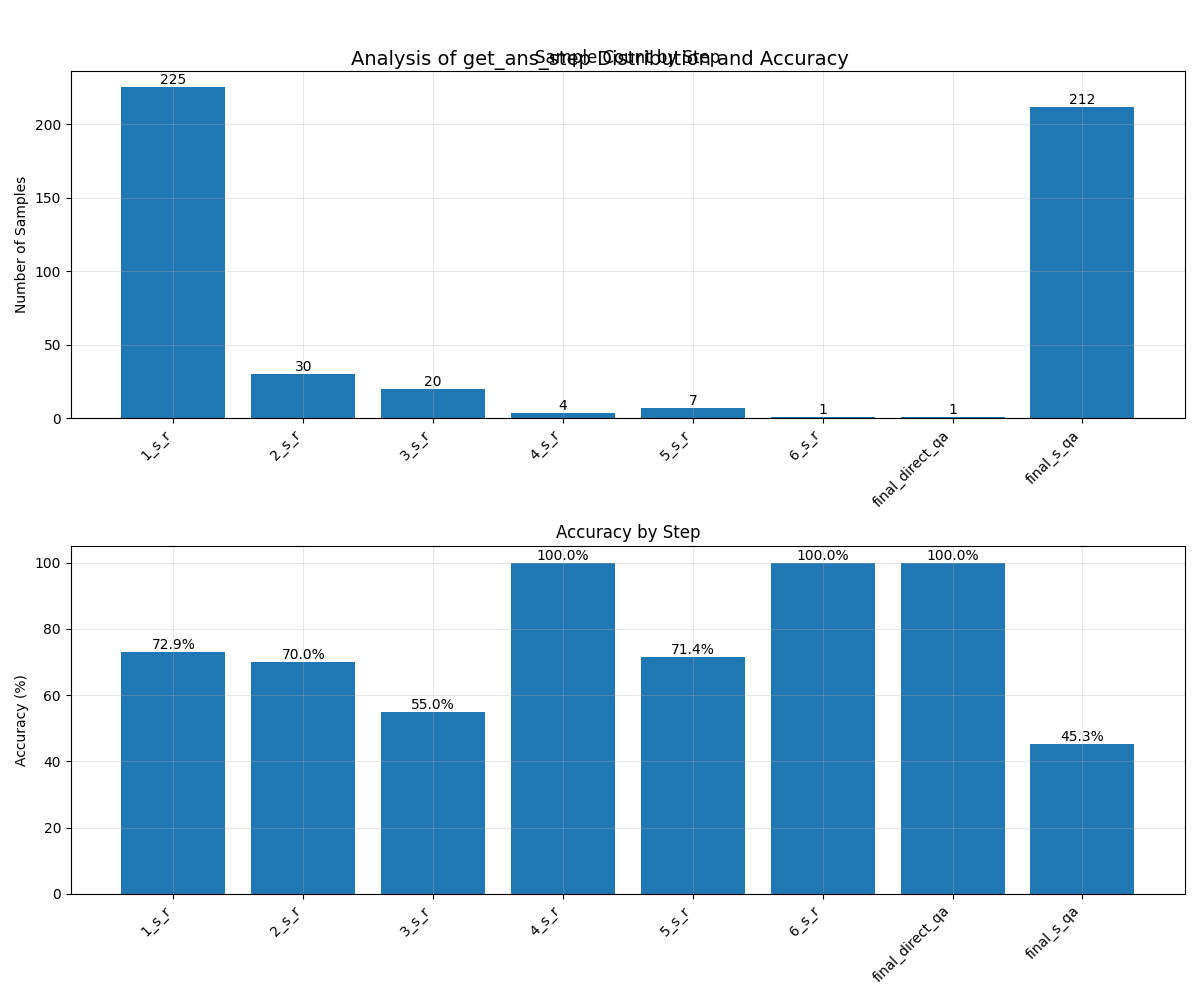 Analysis of get_ans_step Distribution and Accuracy
Sample Count by Step
225
212
200
150
100
50
30
20
4
7
1
1
0
Number of Samples
1_s_r
2_s_r
3_s_r
4_s_r
5_s_r
6_s_r
final_direct_qa
final_s_qa
Accuracy by Step
100
100.0%
100.0%
100.0%
80
72.9%
70.0%
71.4%
60
55.0%
45.3%
40
20
0
Accuracy (%)
1_s_r
2_s_r
3_s_r
4_s_r
5_s_r
6_s_r
final_direct_qa
final_s_qa